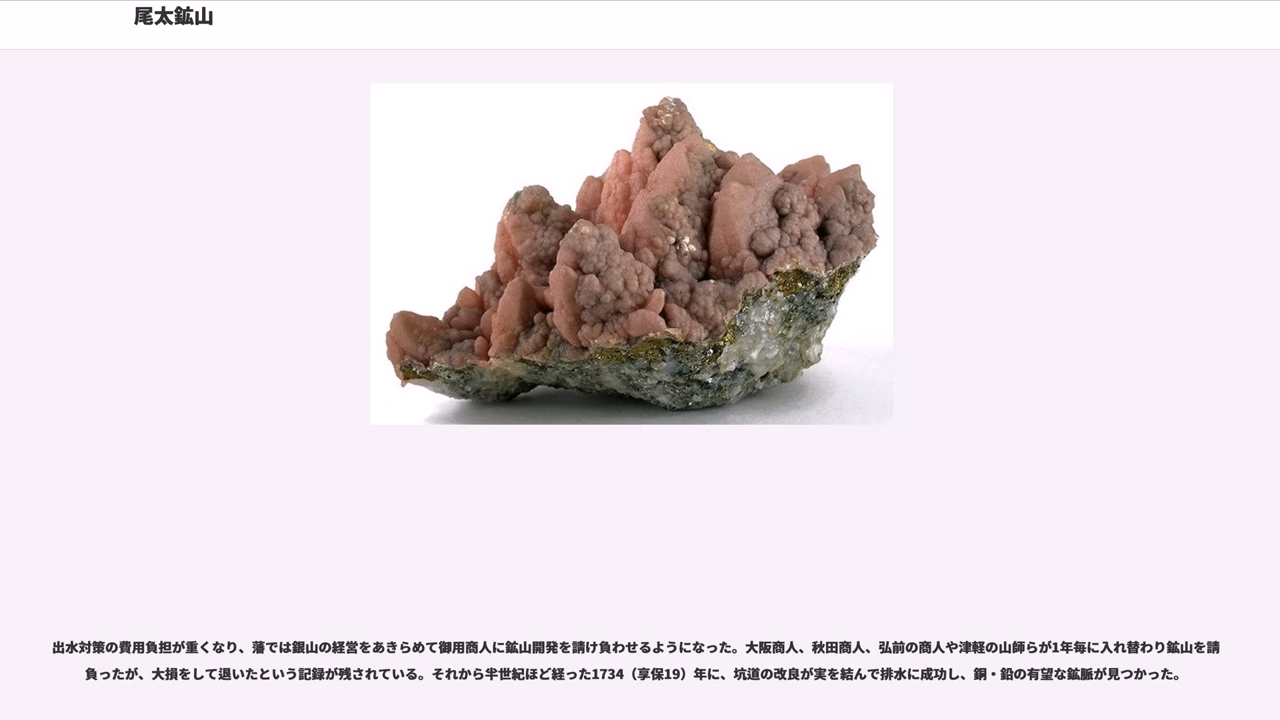 尾太鉱山
出水対策の費用負担が重くなり、藩では銀山の経営をあきらめて御用商人に鉱山開発を請け負わせるようになった。大阪商人、秋田商人、弘前の商人や津軽の山師らが1年毎に入れ替わり鉱山を請
負ったが、大損をして退いたという記録が残されている。それから半世紀ほど経った1734（享保19）年に、坑道の改良が実を結んで排水に成功し、銅・鉛の有望な鉱脈が見つかった。